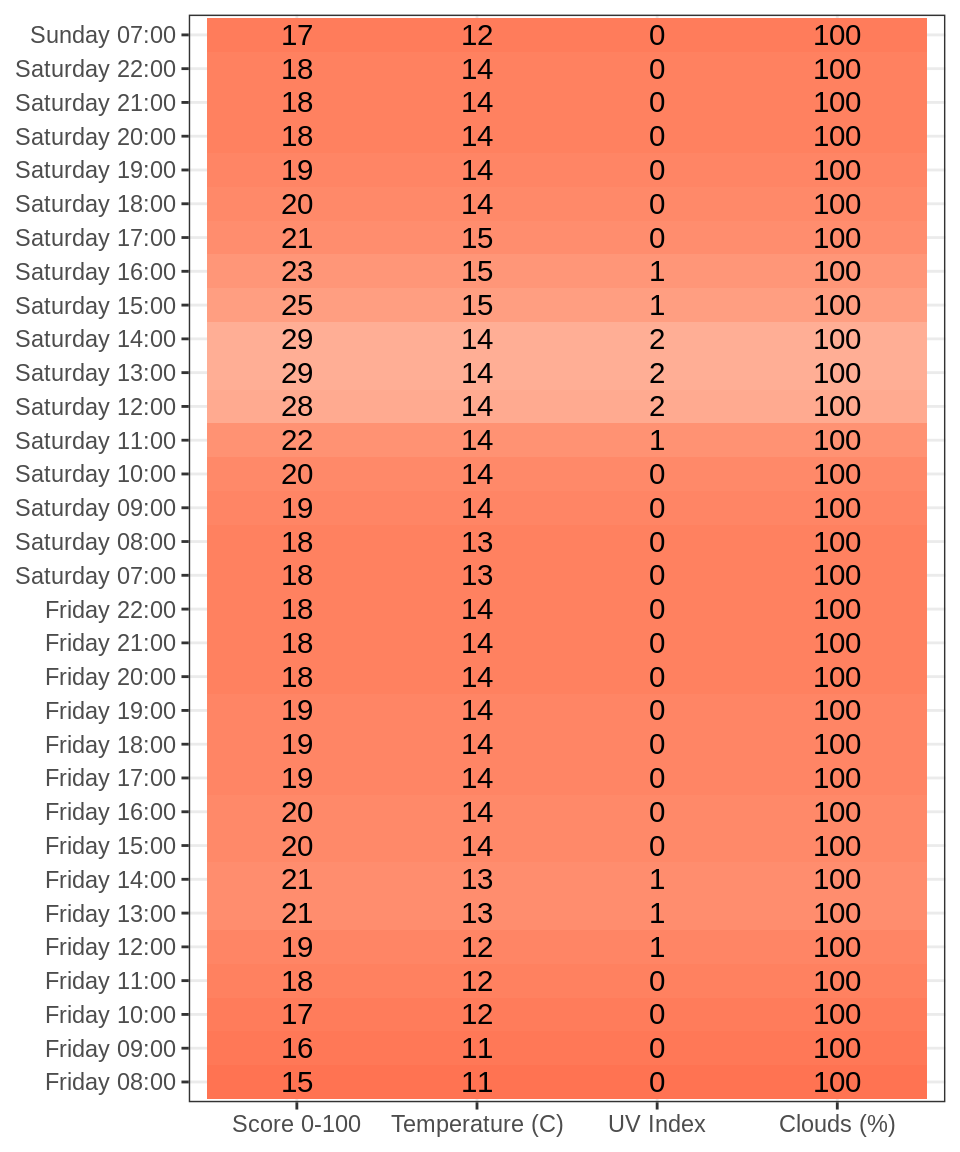 Sunday 07:00 17 12 0 100
Saturday 22:00 18 14 0 100
Saturday 21:00 18 14 0 100
Saturday 20:00 18 14 0 100
Saturday 19:00 19 14 0 100
Saturday 18:00 20 14 0 100
Saturday 17:00 21 15 0 100
Saturday 16:00 23 15 1 100
Saturday 15:00 25 15 1 100
Saturday 14:00 29 14 2 100
Saturday 13:00 29 14 2 100
Saturday 12:00 28 14 2 100
Saturday 11:00 22 14 1 100
Saturday 10:00 20 14 0 100
Saturday 09:00 19 14 0 100
Saturday 08:00 18 13 0 100
Saturday 07:00 18 13 0 100
Friday 22:00 18 14 0 100
Friday 21:00 18 14 0 100
Friday 20:00 18 14 0 100
Friday 19:00 19 14 0 100
Friday 18:00 19 14 0 100
Friday 17:00 19 14 0 100
Friday 16:00 20 14 0 100
Friday 15:00 20 14 0 100
Friday 14:00 21 13 1 100
Friday 13:00 21 13 1 100
Friday 12:00 19 12 1 100
Friday 11:00 18 12 0 100
Friday 10:00 17 12 0 100
Friday 09:00 16 11 0 100
Friday 08:00 15 11 0 100
Score 0-100 Temperature (C) UV Index Clouds (%)